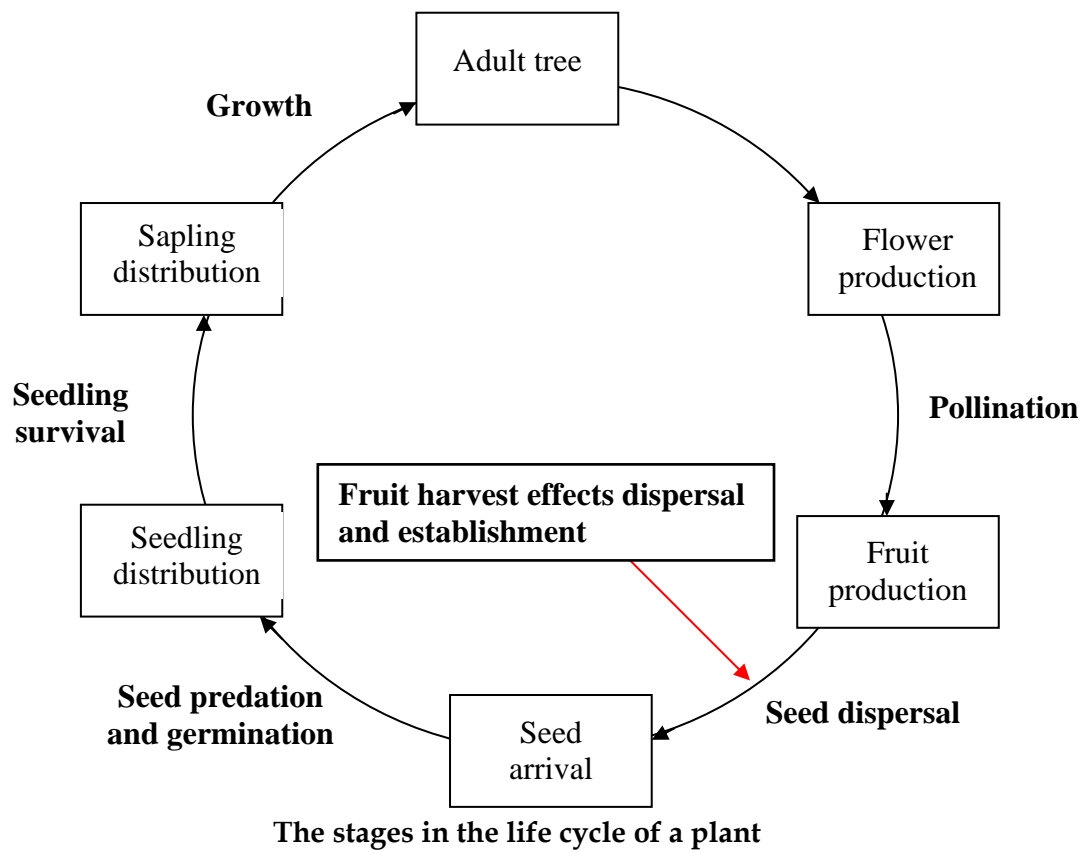 Adult tree
Growth
Sapling
distribution
Flower
production
Seedling
survival
Pollination
Fruit harvest effects dispersal
and establishment
Seedling
distribution
Fruit
production
Seed predation
and germination
Seed dispersal
Seed
arrival
The stages in the life cycle of a plant